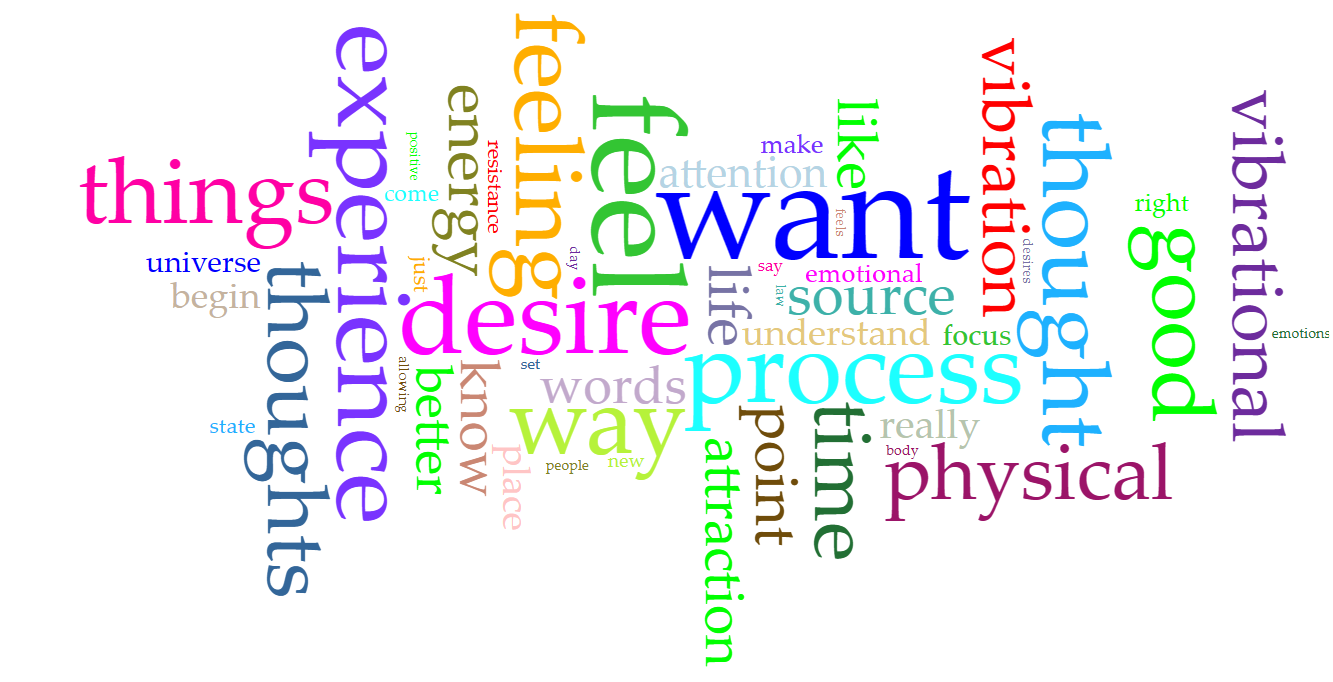 things
universe
begin
thoughts
state
experience
positive
come
energy
resistance
feeling
feel
just
day
desire
allowing
better
know
set
words
way
place
people
new
make
attention
like
want
feels
vibration
thought
right
good
vibrational
say
emotional
law
desires
life
source
understand
focus
emotions
process
point
time
really
body
physical
attraction